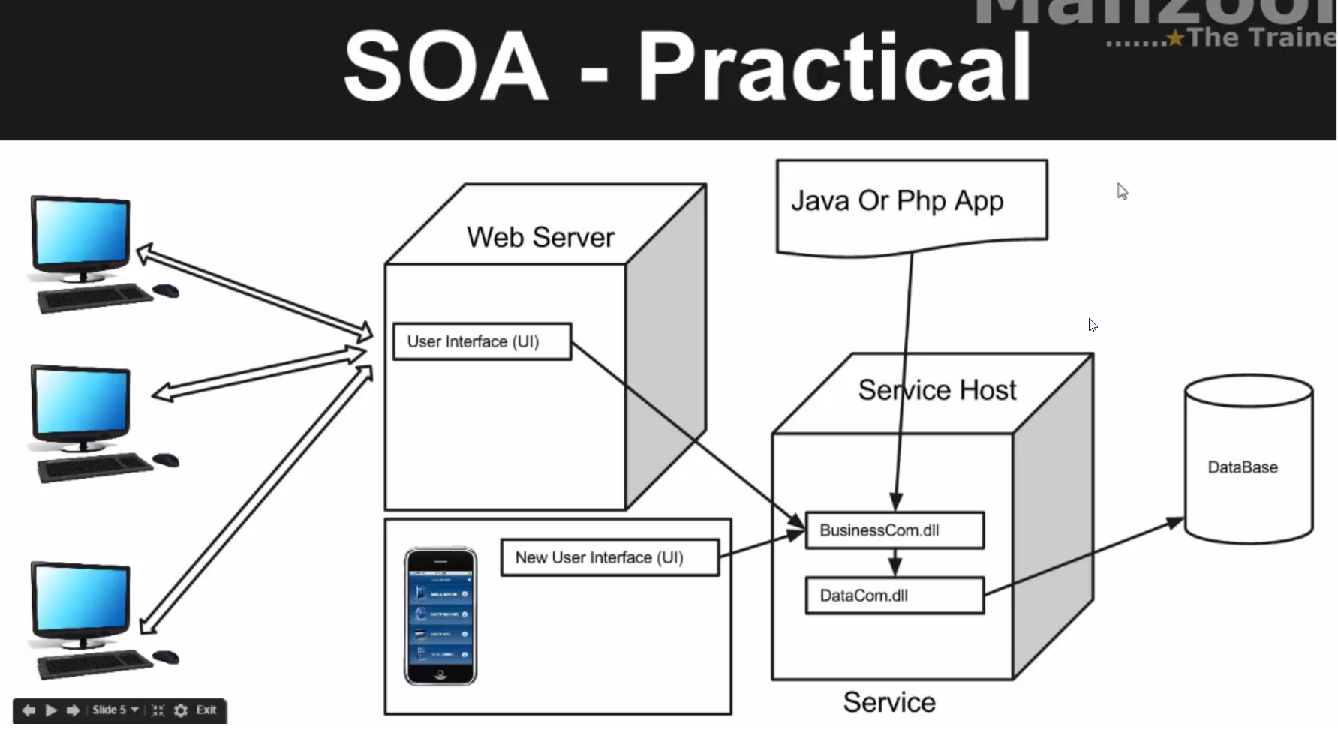 Manzoor
.......★The Traine
SOA - Practical
Java Or Php App
Web Server
User Interface (UI)
Service Host
DataBase
BusinessCom.dll
New User Interface (UI)
DataCom.dll
Service
Slide 5
Exit